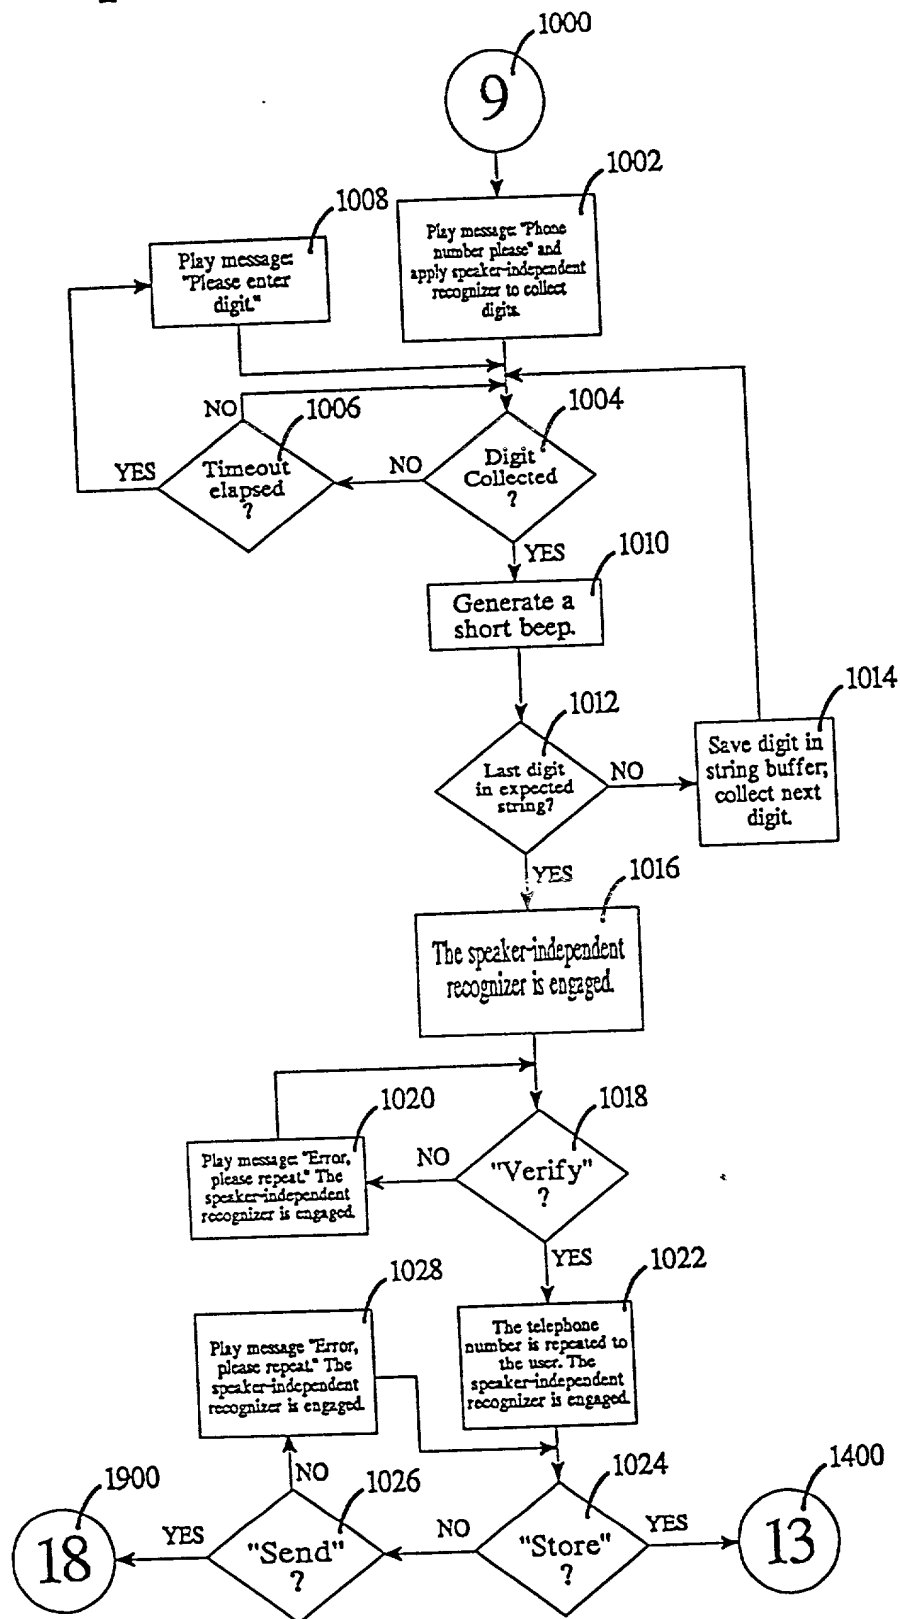 1000
9
1002
Play message: "Phone
number please" and
apply speaker-independent
recognizer to collect
digits.
1008
Play message:
"Please enter
digit."
NO
1006
1004
YES
Timeout
elapsed
?
NO
Digit
Collected
?
YES
1010
Generate a
short beep.
1012
1014
Last digit
in expected
string?
NO
Save digit in
string buffer;
collect next
digit.
YES
1016
The speaker-independent
recognizer is engaged.
1020
1018
Play message: "Error,
please repeat." The
speaker-independent
recognizer is engaged.
NO
"Verify"
?
YES
1028
1022
Play message "Error,
please repeat." The
speaker-independent
recognizer is engaged.
The telephone
number is repeated to
the user. The
speaker-independent
recognizer is engaged.
NO
1900
1026
1024
1400
18
YES
"Send"
?
NO
"Store"
?
YES
13